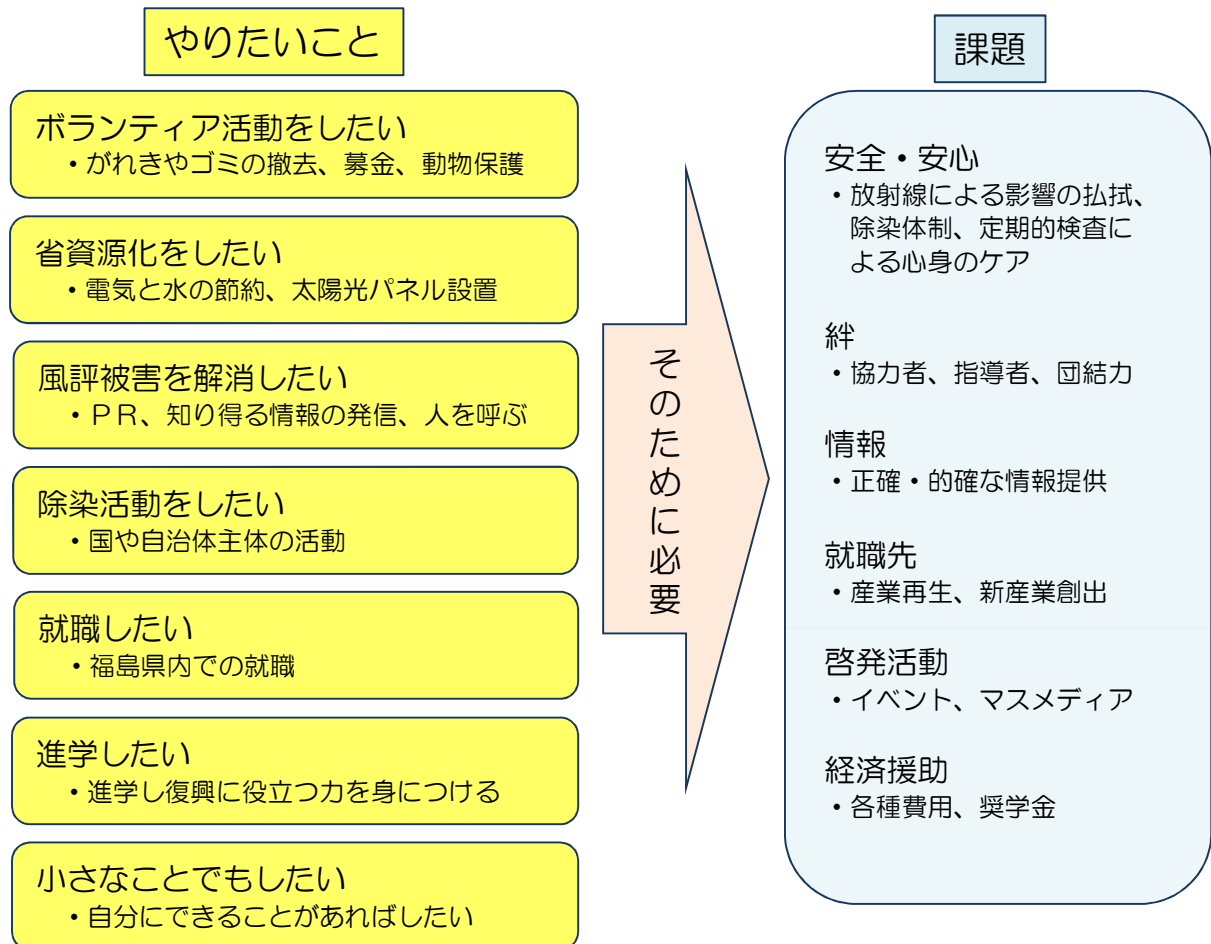 やりたいこと
ボランティア活動をしたい
・がれきやゴミの撤去、募金、動物保護
省資源化をしたい
・電気と水の節約、太陽光パネル設置
風評被害を解消したい
・ＰＲ、知り得る情報の発信、人を呼ぶ
除染活動をしたい
・国や自治体主体の活動
就職したい
・福島県内での就職
進学したい
・進学し復興に役立つ力を身につける
小さなことでもしたい
・自分にできることがあればしたい
そのために必要
課題
安全・安心
・放射線による影響の払拭、
除染体制、定期的検査に
よる心身のケア
絆
・協力者、指導者、団結力
情報
・正確・的確な情報提供
就職先
・産業再生、新産業創出
啓発活動
・イベント、マスメディア
経済援助
・各種費用、奨学金